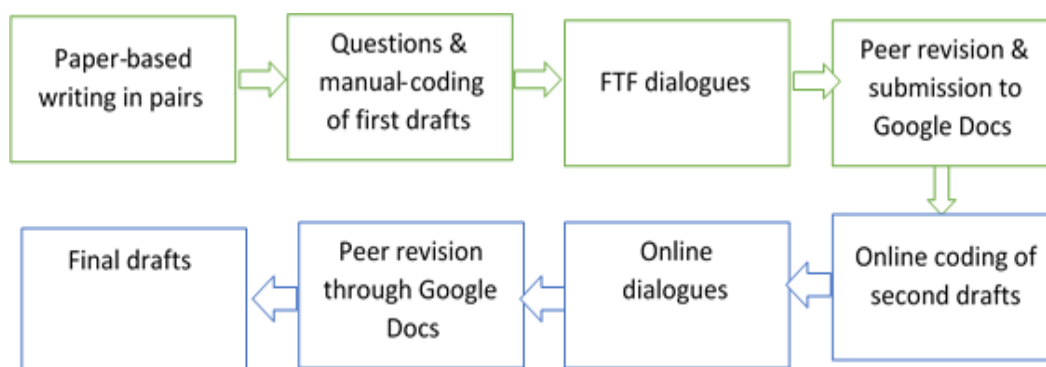 Paper-based
writing in pairs
Questions &
manual-coding
of first drafts
FTF dialogues
Peer revision &
submission to
Google Docs
Online coding of
second drafts
Online
dialogues
Peer revision
through Google
Docs
Final drafts